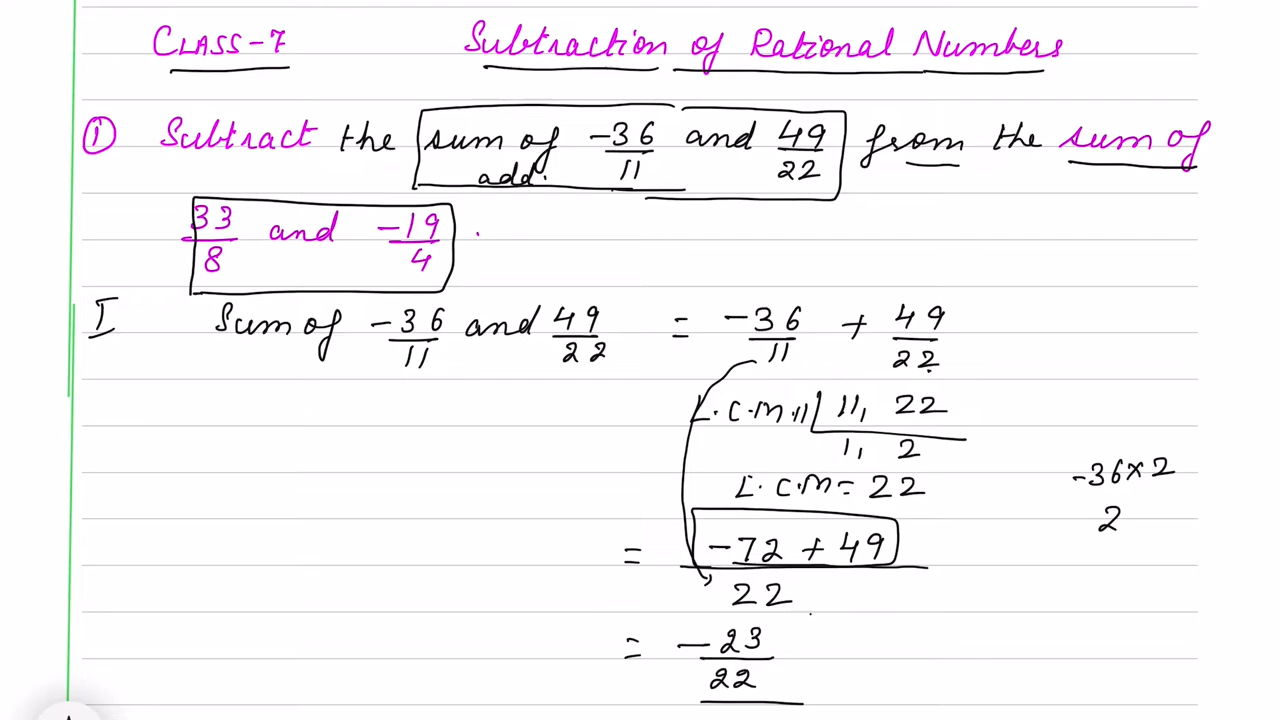 CLASS-7 Subtraction of Rational Numbers
① Subtract the sum of -36/11 and 49/22 from the sum of
add.
33/8 and -19/4 .
I Sum of -36/11 and 49/22 = -36/11 + 49/22
L.C.M 11 | 11, 22
1, 2
L.C.M = 22
-36×2
2
= -72 + 49 / 22
= -23/22